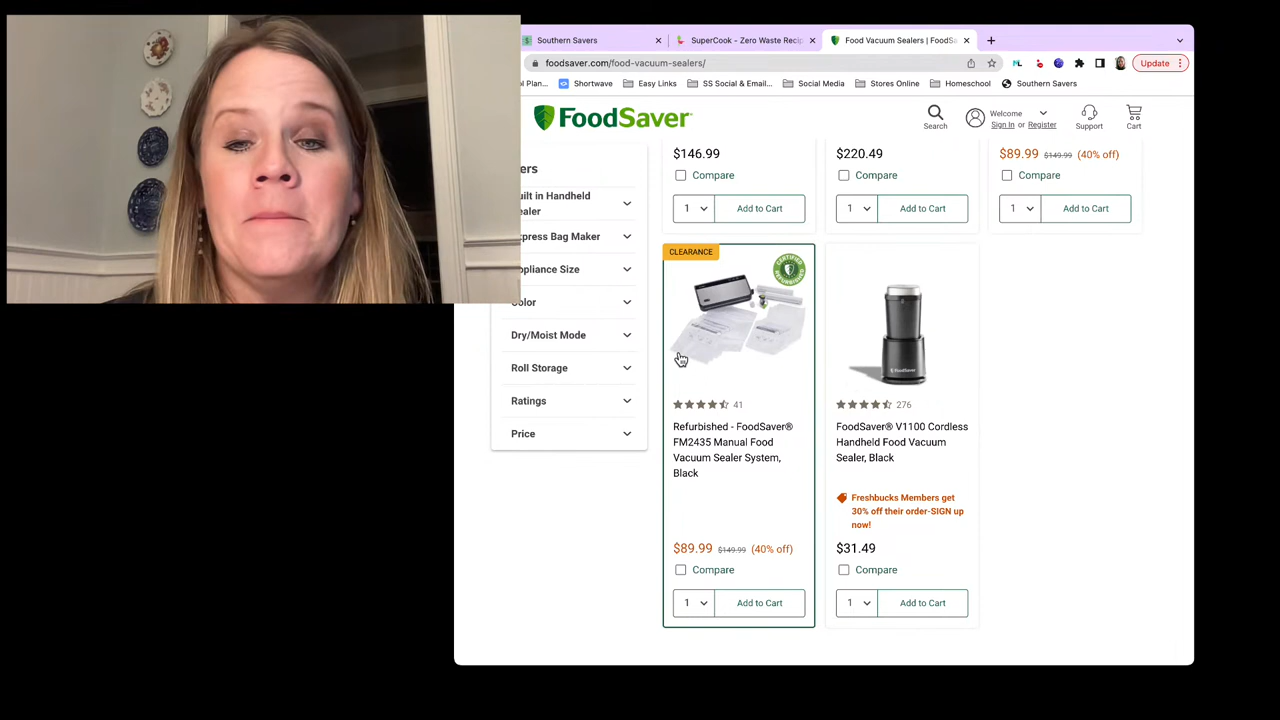 Southern Savers
SuperCook - Zero Waste Recip
Food Vacuum Sealers | FoodSa
foodsaver.com/food-vacuum-sealers/
Update
ol Plan...
Shortwave
Easy Links
SS Social & Email...
Social Media
Stores Online
Homeschool
Southern Savers
FoodSaver
Search
Welcome
Sign In or Register
Support
Cart
ers
uilt in Handheld
ealer
xpress Bag Maker
ppliance Size
Color
Dry/Moist Mode
Roll Storage
Ratings
Price
$146.99
Compare
1
Add to Cart
$220.49
Compare
1
Add to Cart
$89.99 $149.99 (40% off)
Compare
1
Add to Cart
CLEARANCE
CERTIFIED
REFURBISHED
41
Refurbished - FoodSaver®
FM2435 Manual Food
Vacuum Sealer System,
Black
$89.99 $149.99 (40% off)
Compare
1
Add to Cart
FoodSaver
276
FoodSaver® V1100 Cordless
Handheld Food Vacuum
Sealer, Black
Freshbucks Members get
30% off their order-SIGN up
now!
$31.49
Compare
1
Add to Cart